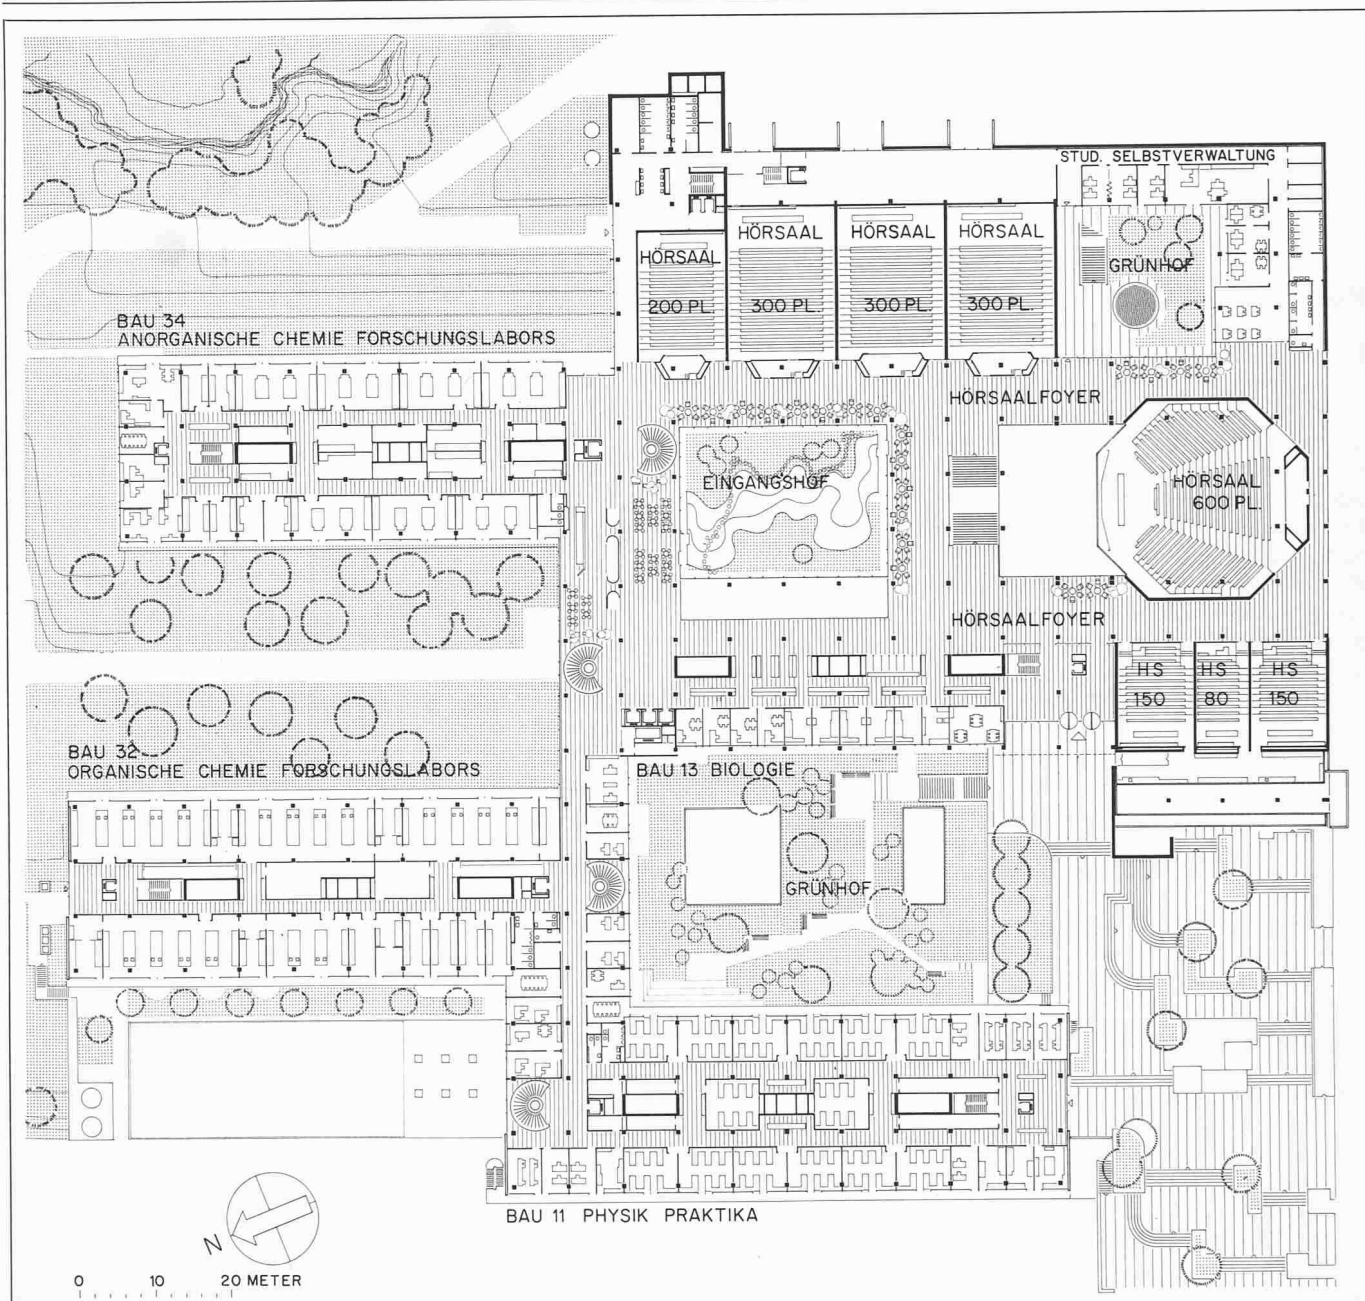 STUD. SELBSTVERWALTUNG
HÖRSAAL
200 PL.
HÖRSAAL
300 PL.
HÖRSAAL
300 PL.
HÖRSAAL
300 PL.
GRÜNHOF
BAU 34
ANORGANISCHE CHEMIE FORSCHUNGSLABORS
HÖRSAALFOYER
EINGANGSHOF
HÖRSAAL
600 PL.
HÖRSAALFOYER
HS
150
HS
80
HS
150
BAU 32
ORGANISCHE CHEMIE FORSCHUNGSLABORS
BAU 13 BIOLOGIE
GRÜNHOF
BAU 11 PHYSIK PRAKTIKA
N
0 10 20 METER